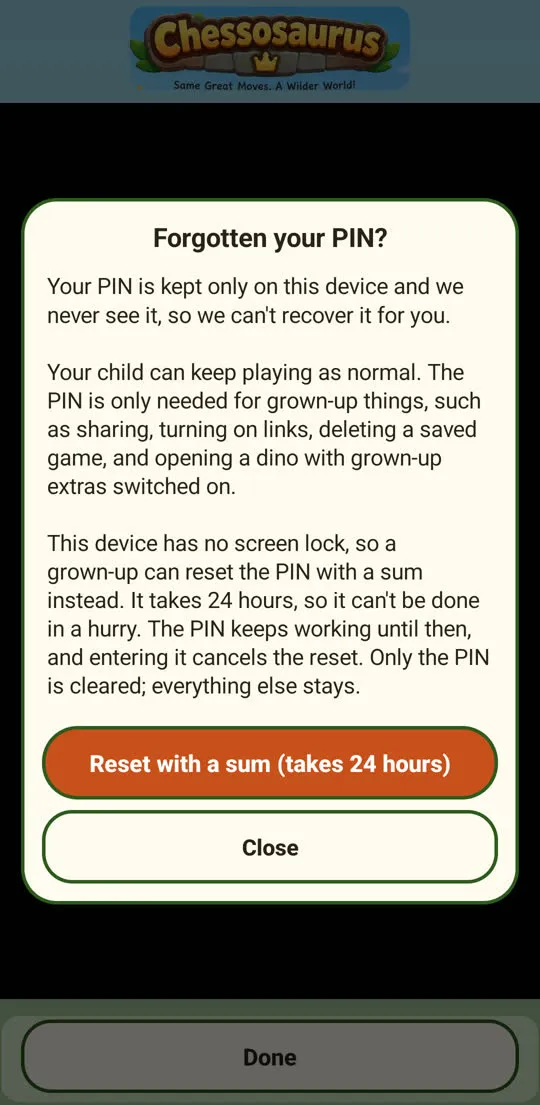 Chessosaurus
Same Great Moves. A Wilder World!
Forgotten your PIN?
Your PIN is kept only on this device and we
never see it, so we can't recover it for you.
Your child can keep playing as normal. The
PIN is only needed for grown-up things, such
as sharing, turning on links, deleting a saved
game, and opening a dino with grown-up
extras switched on.
This device has no screen lock, so a
grown-up can reset the PIN with a sum
instead. It takes 24 hours, so it can't be done
in a hurry. The PIN keeps working until then,
and entering it cancels the reset. Only the PIN
is cleared; everything else stays.
Reset with a sum (takes 24 hours)
Close
Done